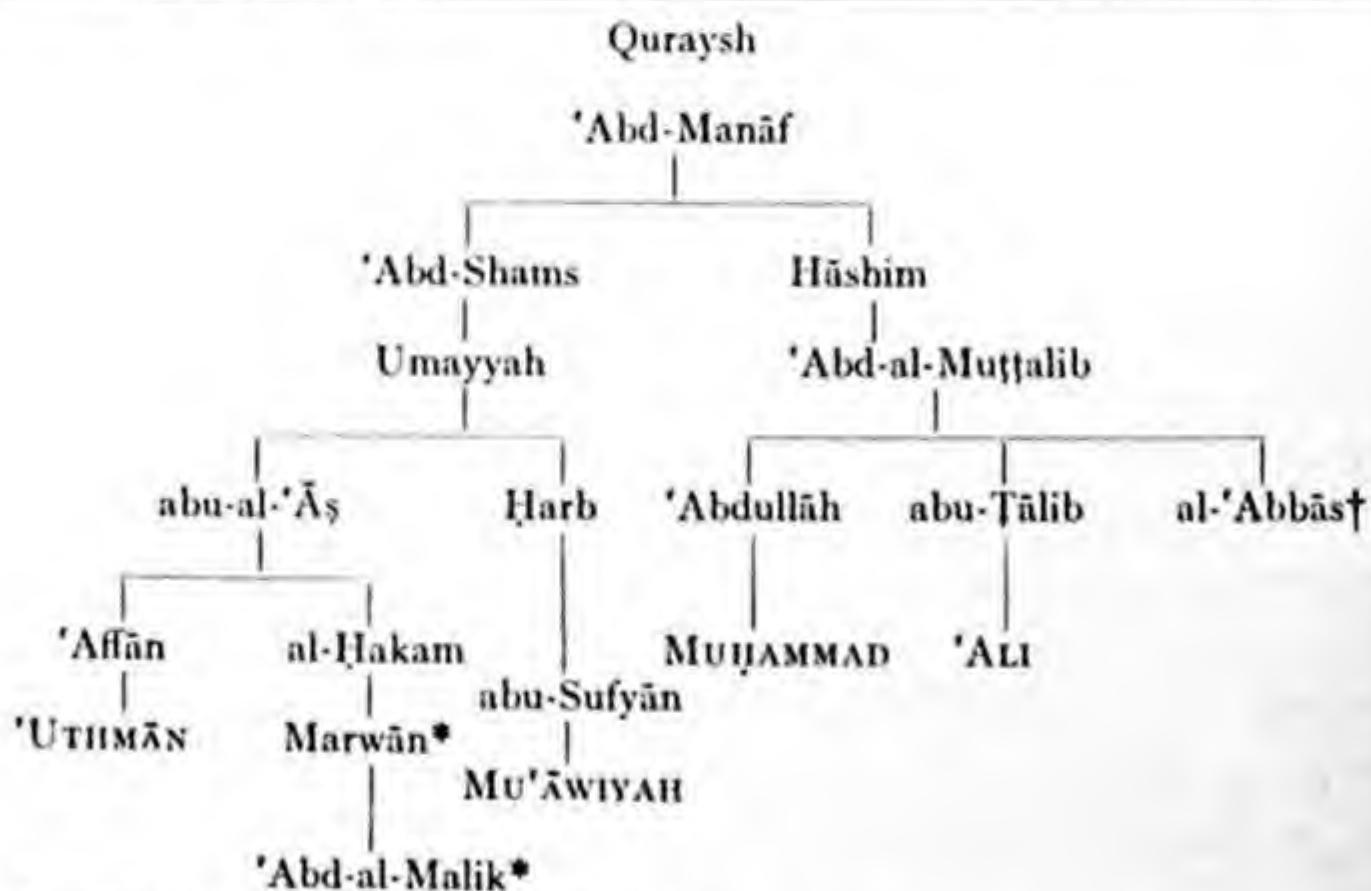 Quraysh
'Abd-Manāf
'Abd-Shams Hāshim
Umayyah 'Abd-al-Muṭṭalib
abu-al-'Āṣ Ḥarb 'Abdullāh abu-Ṭālib al-'Abbās†
'Affān al-Ḥakam MUḤAMMAD 'ALI
abu-Sufyān
'UTHMĀN Marwān*
MU'ĀWIYAH
'Abd-al-Malik*